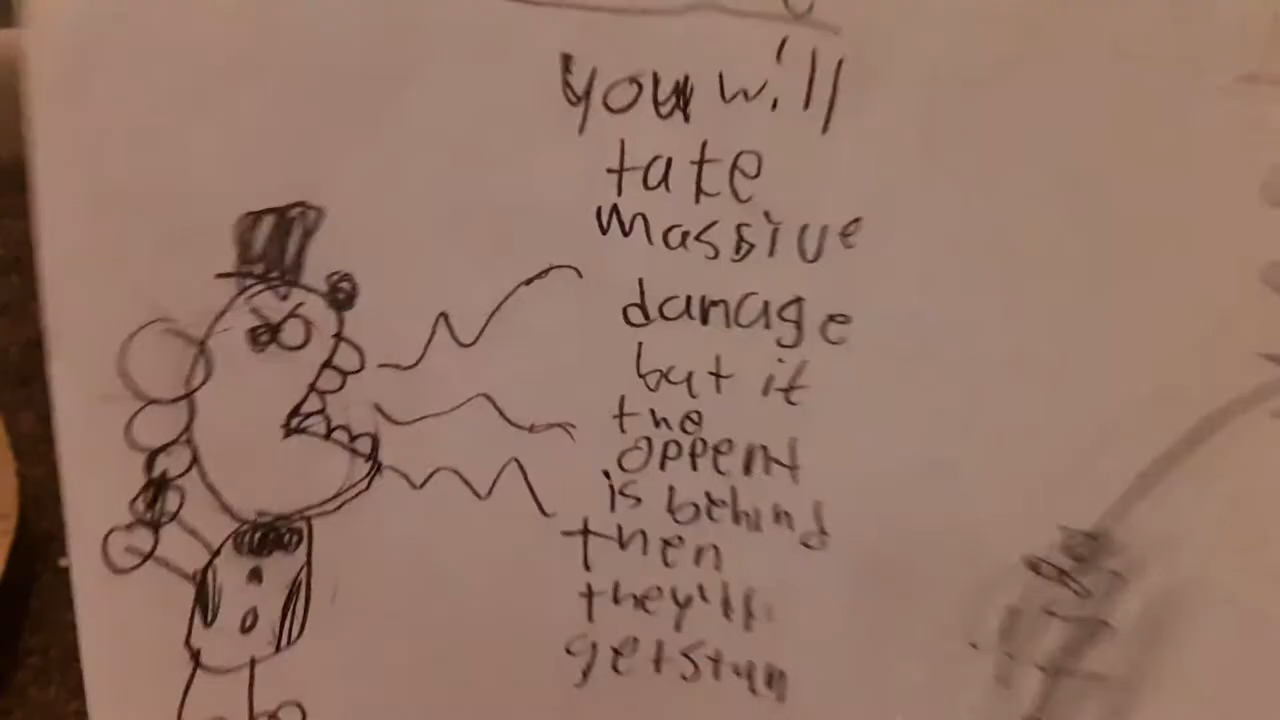 you will
take
massive
damage
but if
the
oppent
is behind
then
they'll
get stun